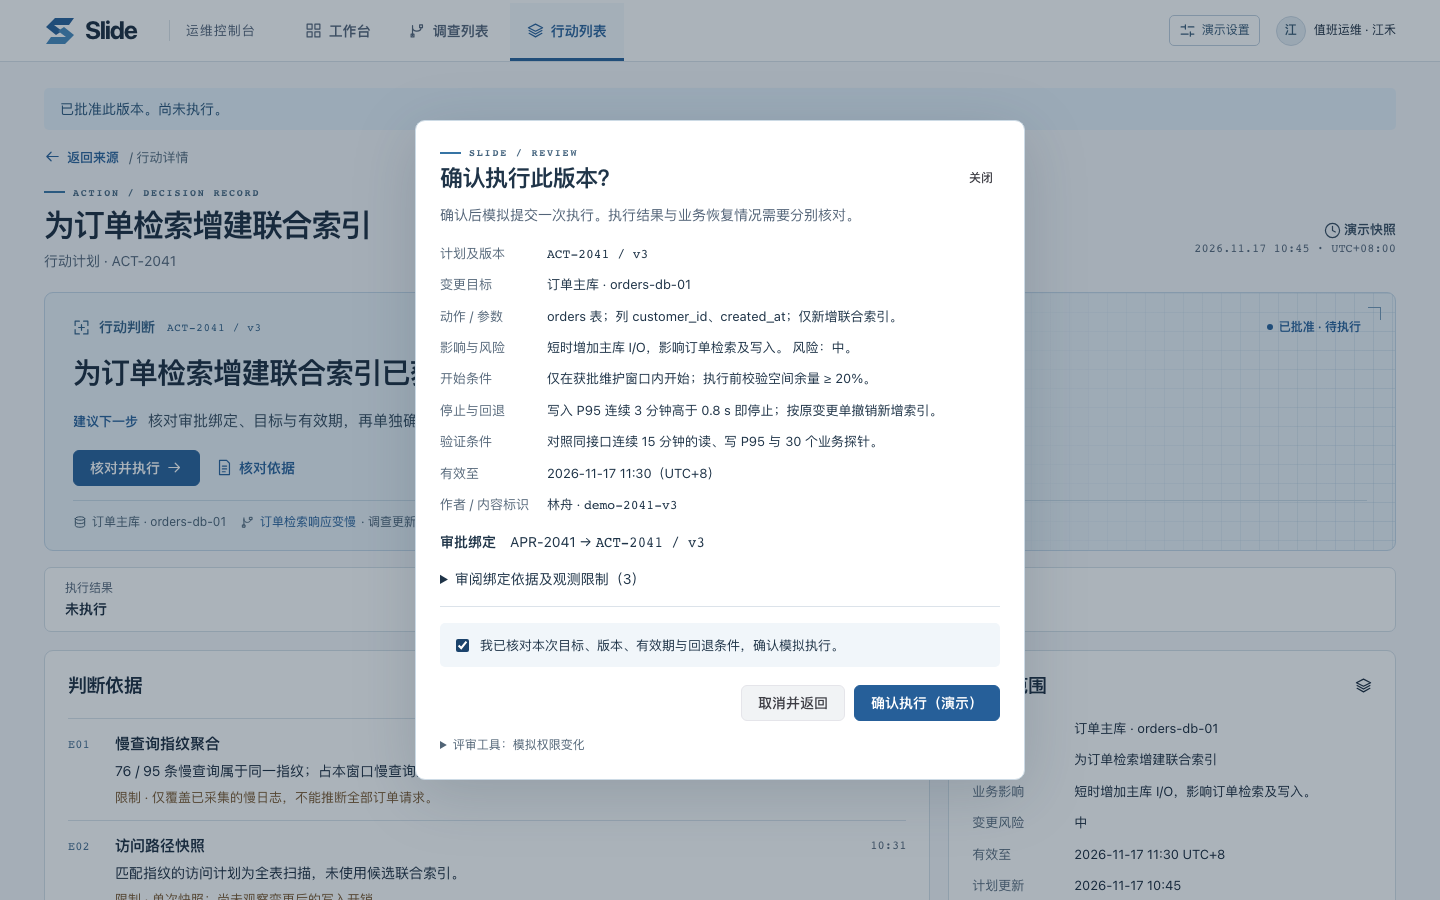 Slide
运维控制台
工作台
调查列表
行动列表
演示设置
江
值班运维 · 江禾
已批准此版本。尚未执行。
返回来源 / 行动详情
ACTION / DECISION RECORD
为订单检索增建联合索引
行动计划 · ACT-2041
演示快照
2026.11.17 10:45 • UTC+08:00
行动判断 ACT-2041 / v3
已批准 · 待执行
为订单检索增建联合索引已
建议下一步 核对审批绑定、目标与有效期，再单独确
核对并执行 →
核对依据
订单主库 · orders-db-01
订单检索响应变慢 · 调查更新
执行结果
未执行
判断依据
E01 慢查询指纹聚合
76 / 95 条慢查询属于同一指纹；占本窗口慢查询
限制 · 仅覆盖已采集的慢日志，不能推断全部订单请求。
E02 访问路径快照 10:31
匹配指纹的访问计划为全表扫描，未使用候选联合索引。
限制 · 单次快照；尚未观察变更后的写入开销
SLIDE / REVIEW
确认执行此版本？
关闭
确认后模拟提交一次执行。执行结果与业务恢复情况需要分别核对。
计划及版本 ACT-2041 / v3
变更目标 订单主库 · orders-db-01
动作 / 参数 orders 表；列 customer_id、created_at；仅新增联合索引。
影响与风险 短时增加主库 I/O，影响订单检索及写入。 风险：中。
开始条件 仅在获批维护窗口内开始；执行前校验空间余量 ≥ 20%。
停止与回退 写入 P95 连续 3 分钟高于 0.8 s 即停止；按原变更单撤销新增索引。
验证条件 对照同接口连续 15 分钟的读、写 P95 与 30 个业务探针。
有效至 2026-11-17 11:30（UTC+8）
作者 / 内容标识 林舟 · demo-2041-v3
审批绑定 APR-2041 → ACT-2041 / v3
审阅绑定依据及观测限制（3）
我已核对本次目标、版本、有效期与回退条件，确认模拟执行。
取消并返回
确认执行（演示）
评审工具：模拟权限变化
围
订单主库 · orders-db-01
为订单检索增建联合索引
业务影响 短时增加主库 I/O，影响订单检索及写入。
变更风险 中
有效至 2026-11-17 11:30 UTC+8
计划更新 2026-11-17 10:45